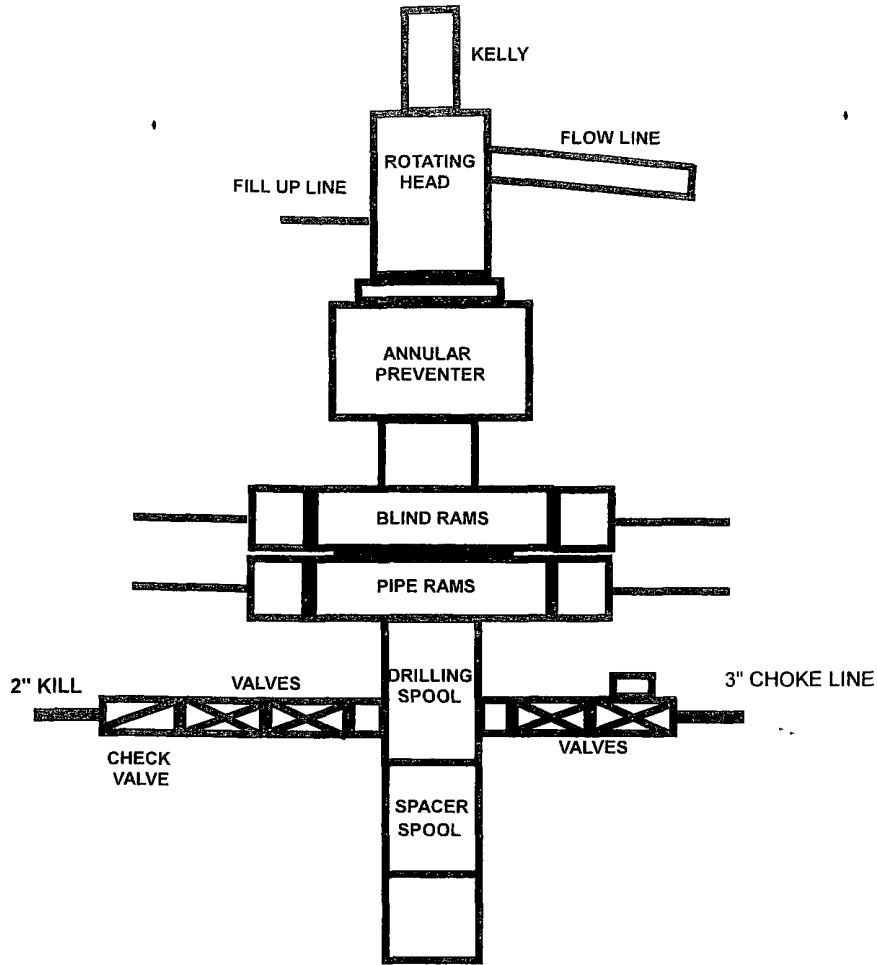 KELLY
FLOW LINE
ROTATING
HEAD
FILL UP LINE
ANNULAR
PREVENTER
BLIND RAMS
PIPE RAMS
2" KILL
VALVES
DRILLING
SPOOL
3" CHOKE LINE
VALVES
CHECK
VALVE
SPACER
SPOOL